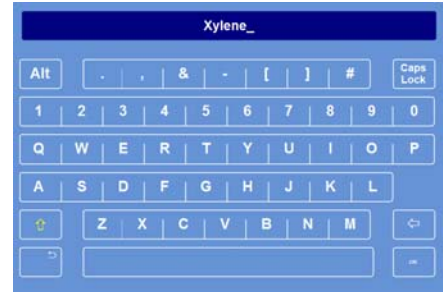 Xylene_
Alt . , & - [ ] # Caps Lock
1 2 3 4 5 6 7 8 9 0
Q W E R T Y U I O P
A S D F G H J K L
Z X C V B N M